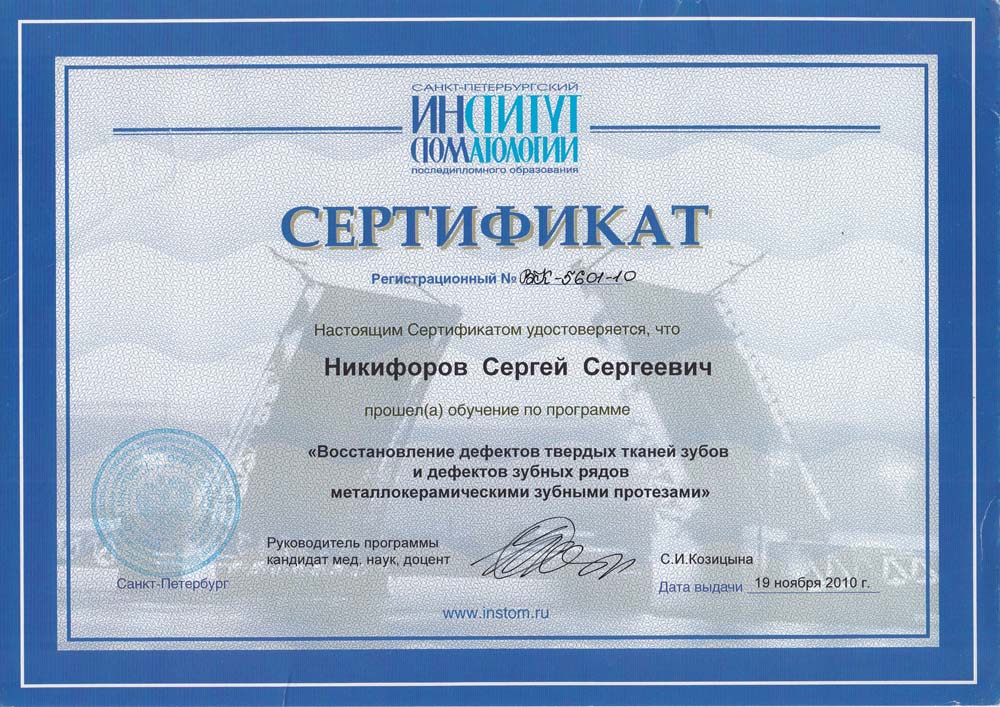 САНКТ-ПЕТЕРБУРГСКИЙ
ИНСТИТУТ
СТОМАТОЛОГИИ
последипломного образования
СЕРТИФИКАТ
Регистрационный № ВК-5601-10
Настоящим Сертификатом удостоверяется, что
Никифоров Сергей Сергеевич
прошел(а) обучение по программе
«Восстановление дефектов твердых тканей зубов
и дефектов зубных рядов
металлокерамическими зубными протезами»
Руководитель программы
кандидат мед. наук, доцент
С.И.Козицына
Санкт-Петербург
Дата выдачи 19 ноября 2010 г.
www.instom.ru